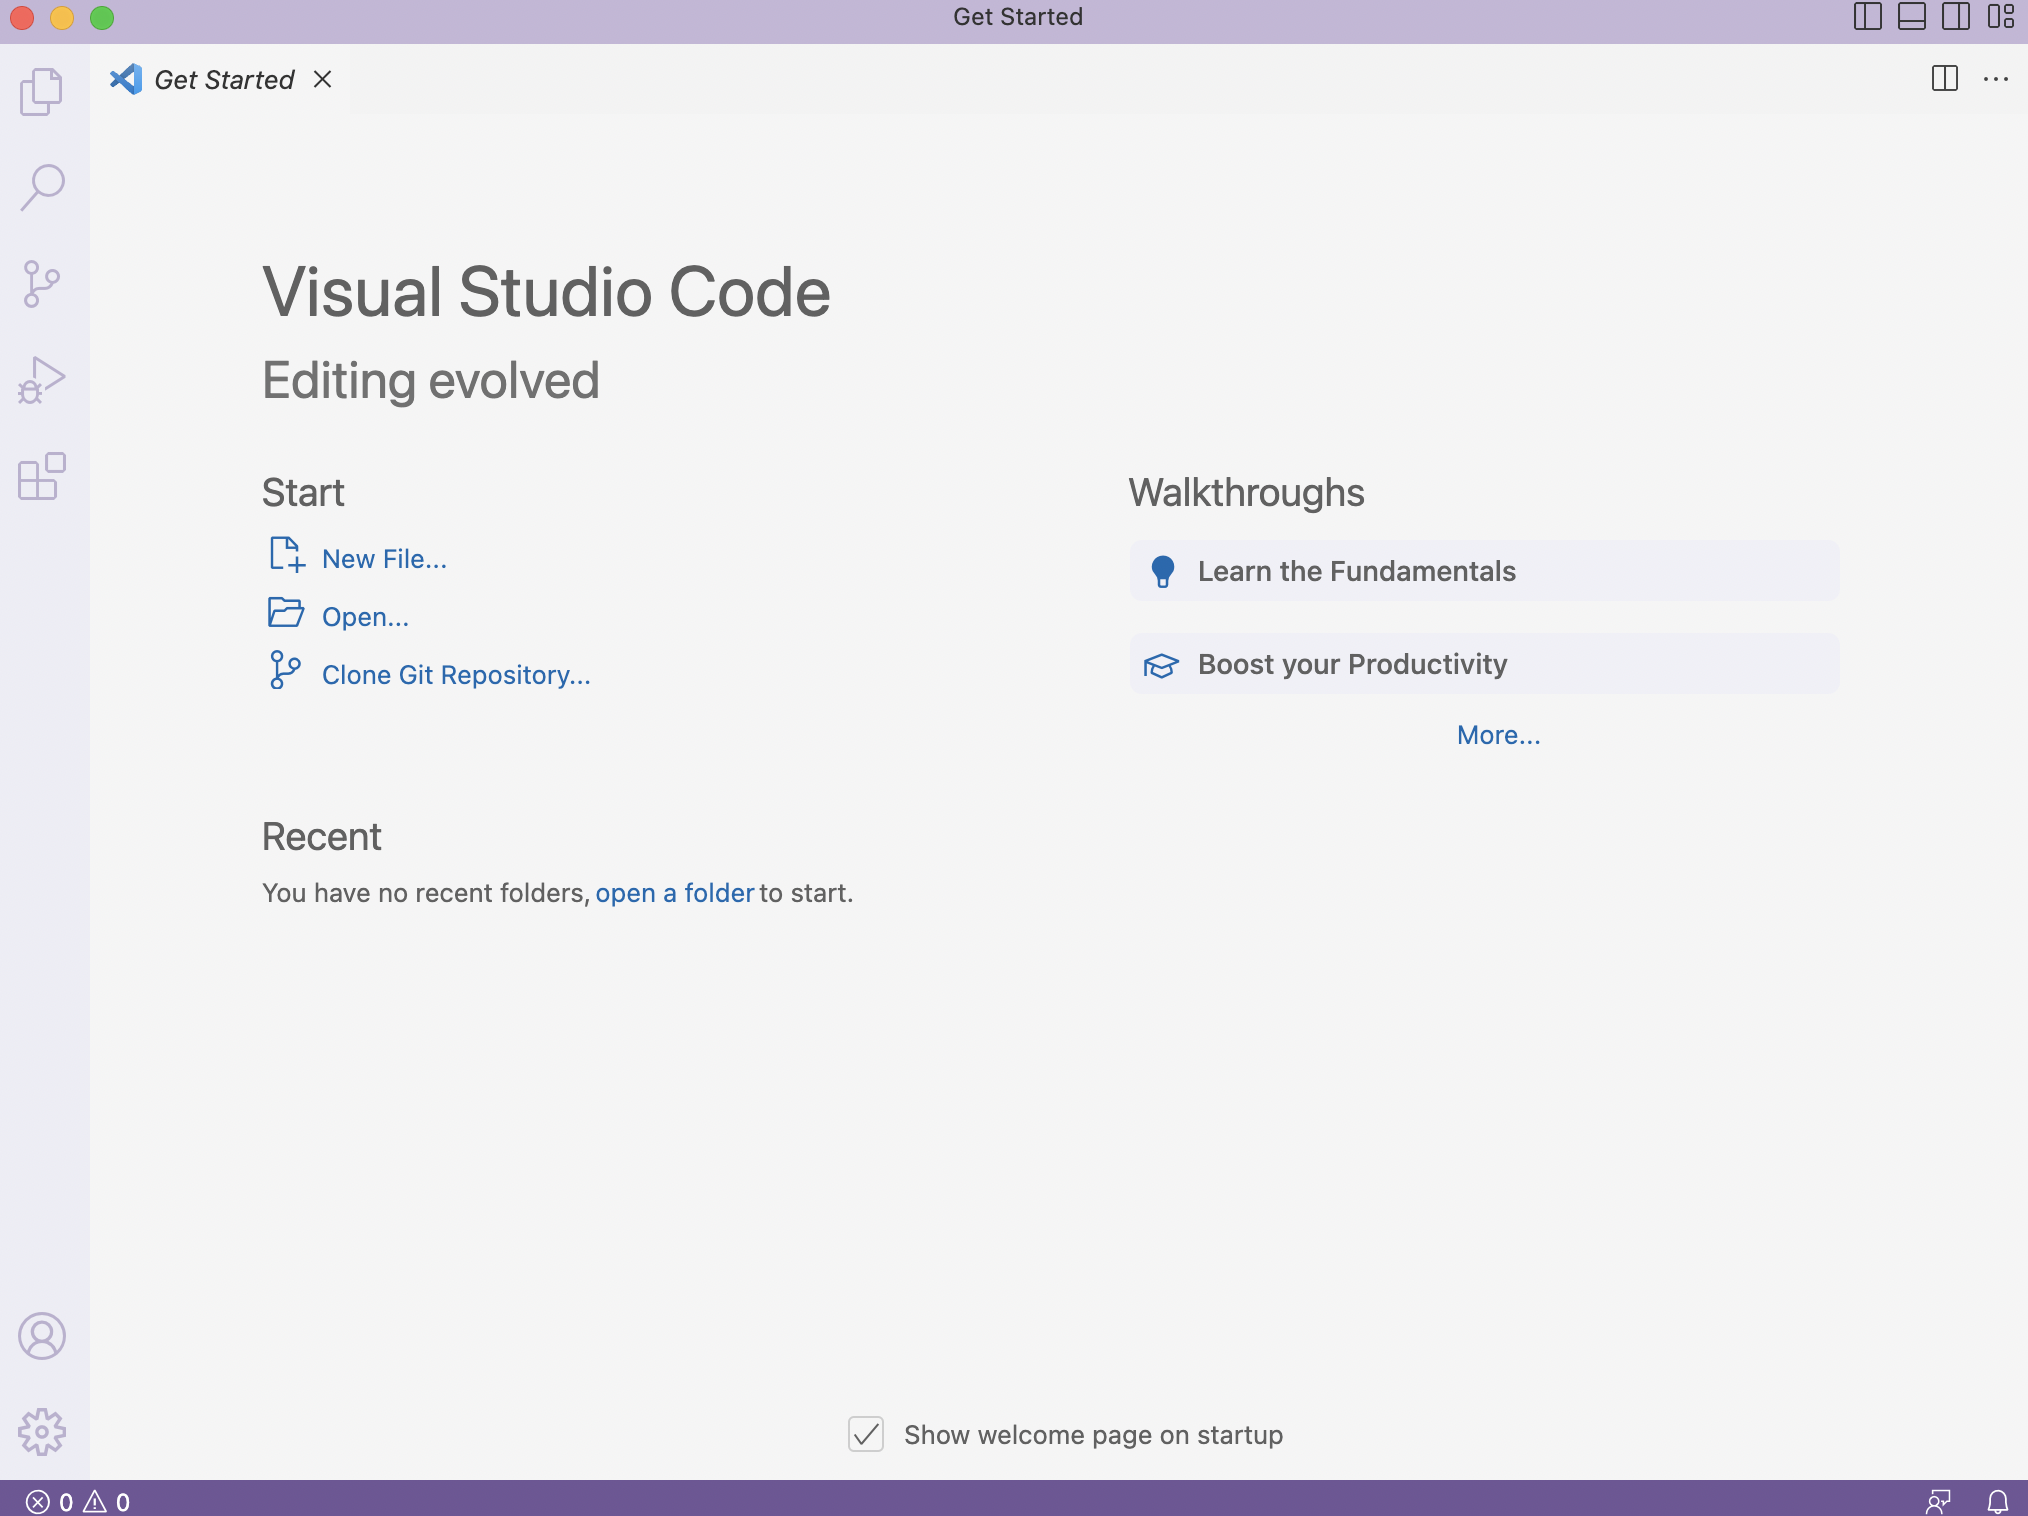 Get Started
Get Started
Visual Studio Code
Editing evolved
Start
New File...
Open...
Clone Git Repository...
Walkthroughs
Learn the Fundamentals
Boost your Productivity
More...
Recent
You have no recent folders, open a folder to start.
Show welcome page on startup
0 0